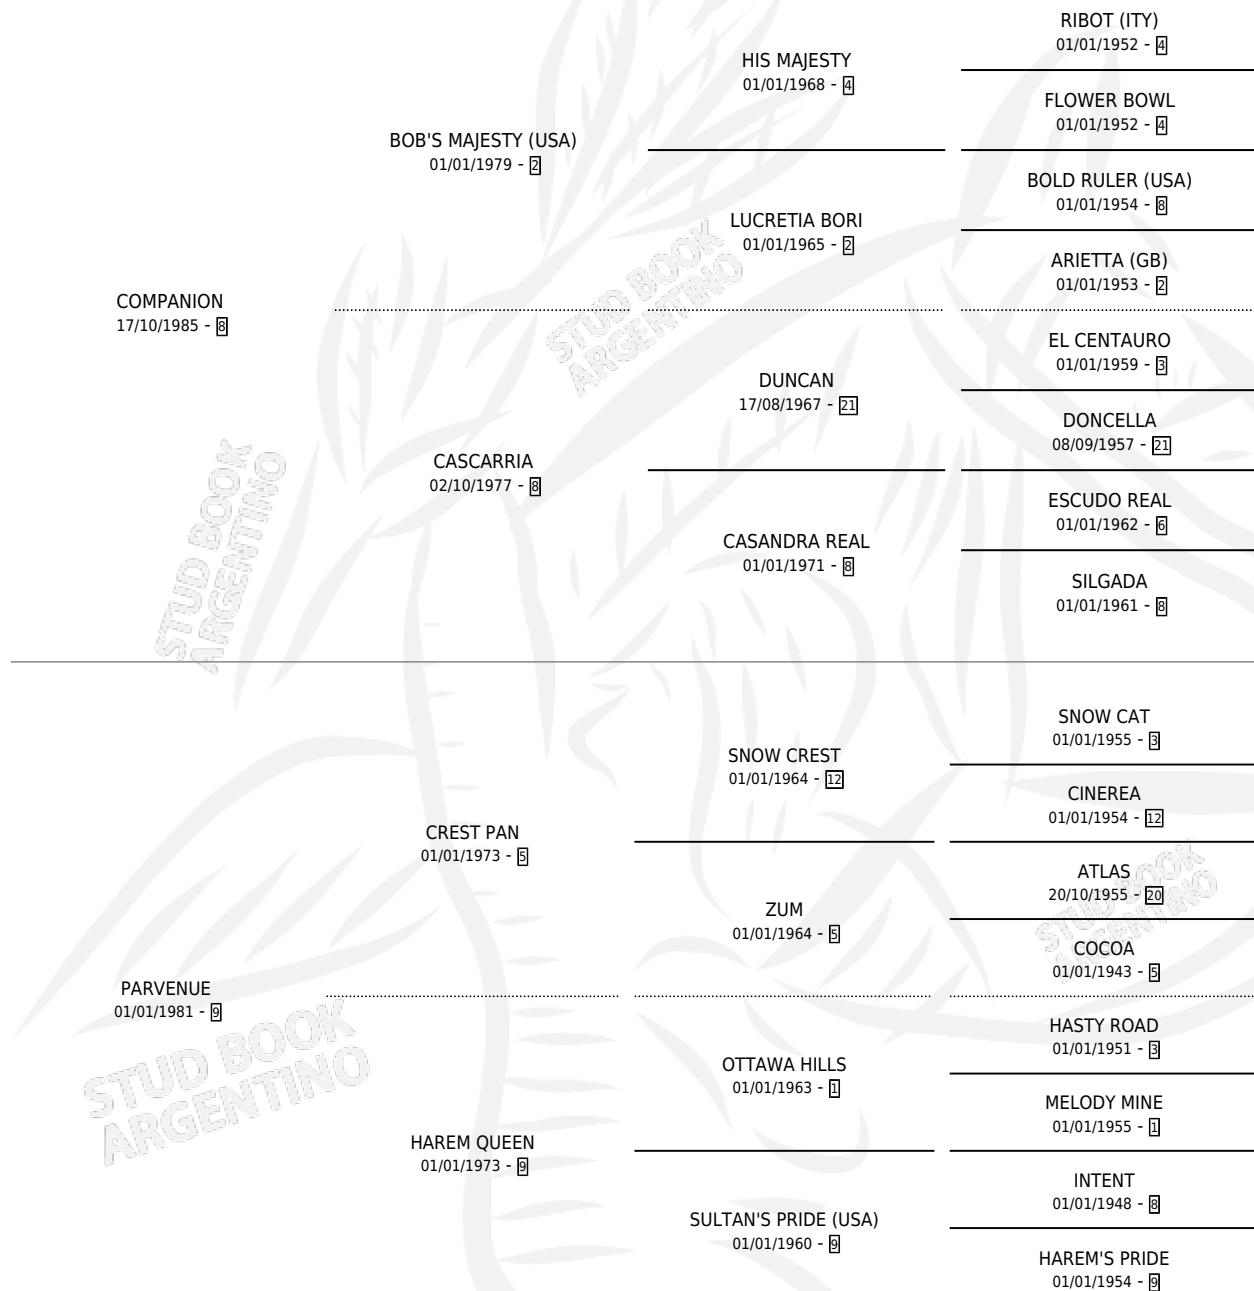 RIBOT (ITY)
01/01/1952 - 4
HIS MAJESTY
01/01/1968 - 4
FLOWER BOWL
01/01/1952 - 4
BOB'S MAJESTY (USA)
01/01/1979 - 2
BOLD RULER (USA)
01/01/1954 - 8
LUCRETIA BORI
01/01/1965 - 2
ARIETTA (GB)
01/01/1953 - 2
COMPANION
17/10/1985 - 8
EL CENTAURO
01/01/1959 - 3
DUNCAN
17/08/1967 - 21
DONCELLA
08/09/1957 - 21
CASCARRIA
02/10/1977 - 8
ESCUDO REAL
01/01/1962 - 6
CASANDRA REAL
01/01/1971 - 8
SILGADA
01/01/1961 - 8
SNOW CAT
01/01/1955 - 3
SNOW CREST
01/01/1964 - 12
CINEREA
01/01/1954 - 12
CREST PAN
01/01/1973 - 5
ATLAS
20/10/1955 - 20
ZUM
01/01/1964 - 5
COCOA
01/01/1943 - 5
PARVENUE
01/01/1981 - 9
HASTY ROAD
01/01/1951 - 3
OTTAWA HILLS
01/01/1963 - 1
MELODY MINE
01/01/1955 - 1
HAREM QUEEN
01/01/1973 - 9
INTENT
01/01/1948 - 8
SULTAN'S PRIDE (USA)
01/01/1960 - 9
HAREM'S PRIDE
01/01/1954 - 9
STUD BOOK
ARGENTINO
STUD BOOK
ARGENTINO
STUD BOOK
ARGENTINO
STUD BOOK
ARGENTINO